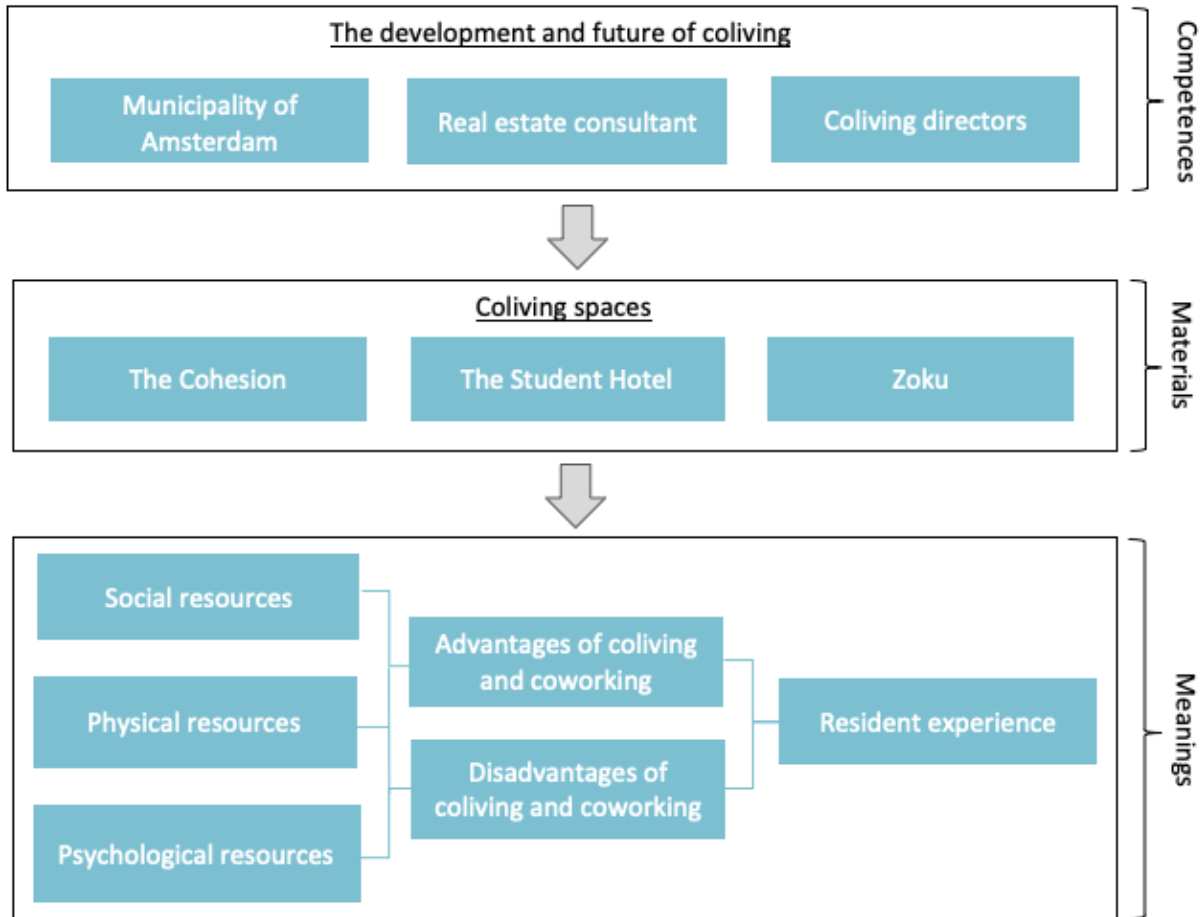 The development and future of coliving
Municipality of
Amsterdam
Real estate consultant
Coliving directors
Competences
Coliving spaces
The Cohesion
The Student Hotel
Zoku
Materials
Social resources
Physical resources
Psychological resources
Advantages of coliving
and coworking
Disadvantages of
coliving and coworking
Resident experience
Meanings